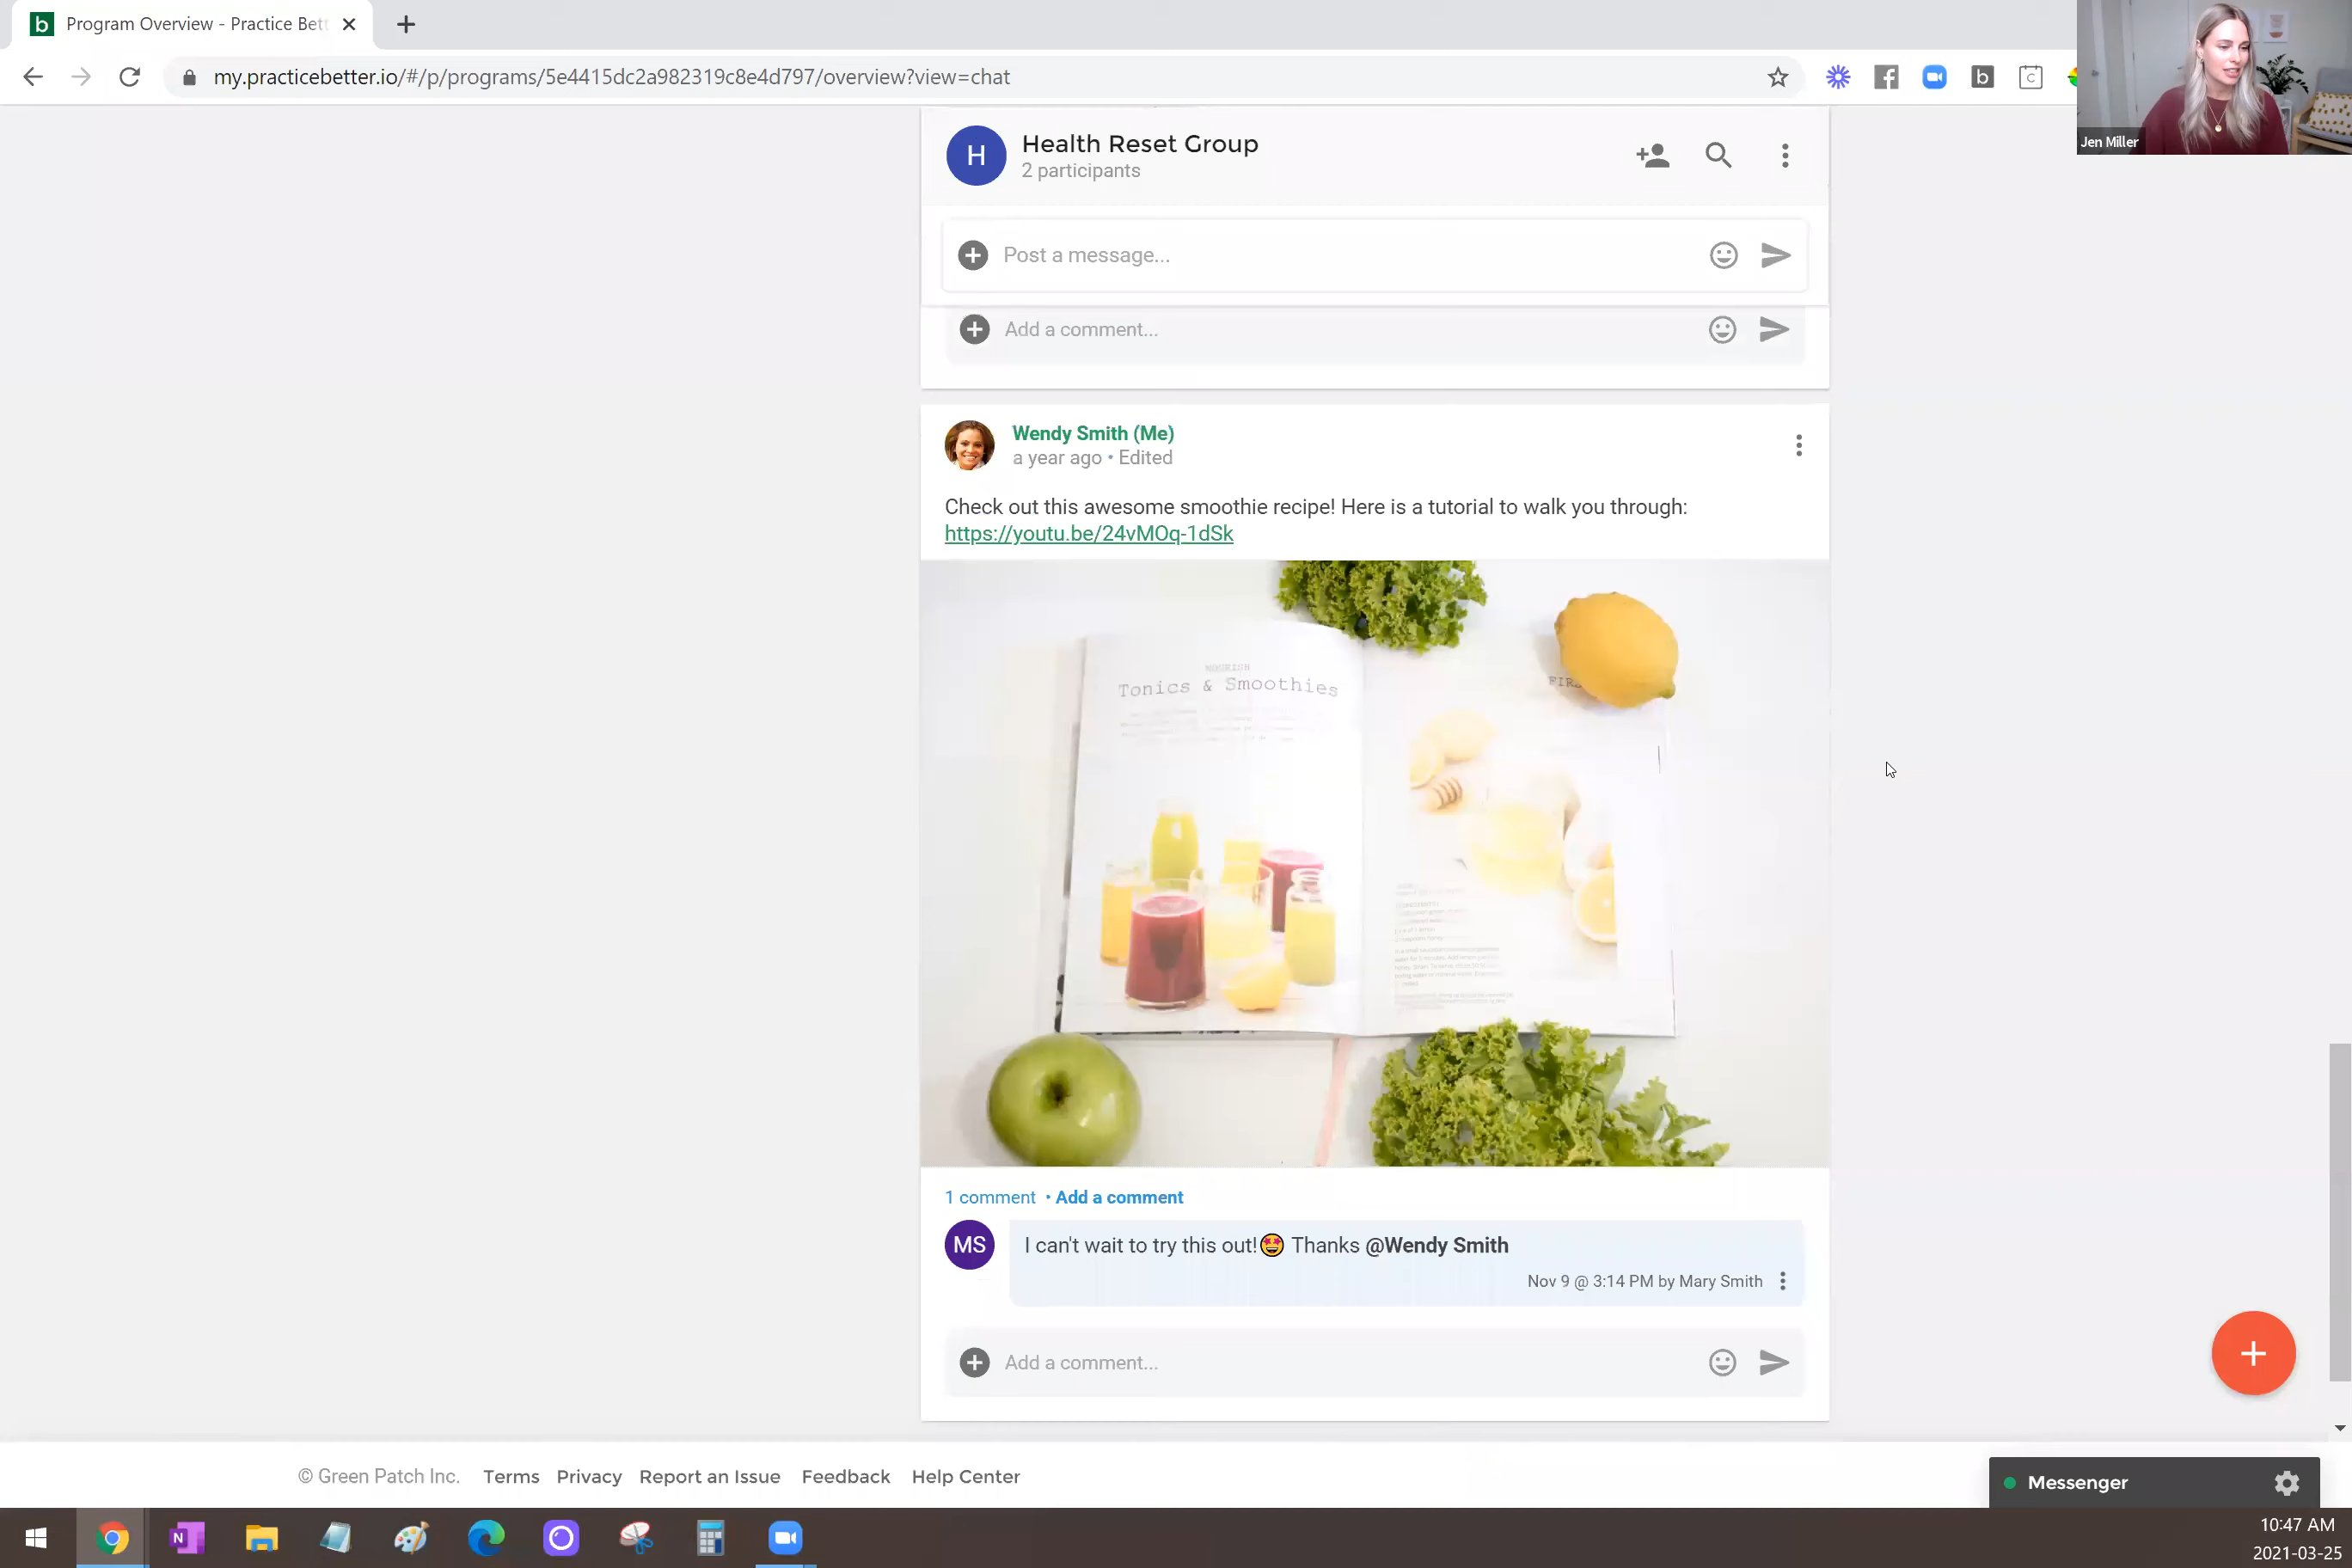 b Program Overview - Practice Bett
my.practicebetter.io/#/p/programs/5e4415dc2a982319c8e4d797/overview?view=chat
Jen Miller
H
Health Reset Group
2 participants
Post a message...
Add a comment...
Wendy Smith (Me)
a year ago • Edited
Check out this awesome smoothie recipe! Here is a tutorial to walk you through:
https://youtu.be/24vMOq-1dSk
NOURISH
Tonics & Smoothies
1 comment • Add a comment
MS
I can't wait to try this out!🤩 Thanks @Wendy Smith
Nov 9 @ 3:14 PM by Mary Smith
Add a comment...
© Green Patch Inc. Terms Privacy Report an Issue Feedback Help Center
Messenger
10:47 AM
2021-03-25